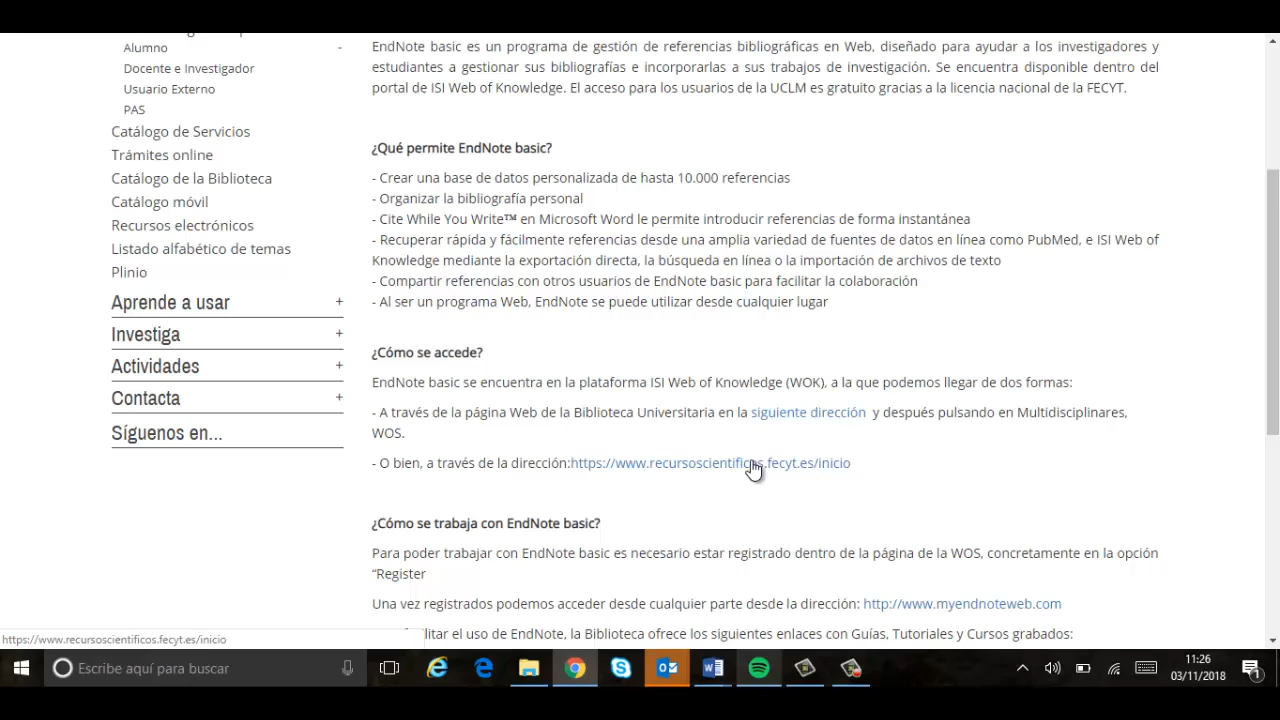 Alumno -
Docente e Investigador
Usuario Externo
PAS
Catálogo de Servicios
Trámites online
Catálogo de la Biblioteca
Catálogo móvil
Recursos electrónicos
Listado alfabético de temas
Plinio
Aprende a usar +
Investiga +
Actividades +
Contacta +
Síguenos en...
EndNote basic es un programa de gestión de referencias bibliográficas en Web, diseñado para ayudar a los investigadores y
estudiantes a gestionar sus bibliografías e incorporarlas a sus trabajos de investigación. Se encuentra disponible dentro del
portal de ISI Web of Knowledge. El acceso para los usuarios de la UCLM es gratuito gracias a la licencia nacional de la FECYT.
¿Qué permite EndNote basic?
- Crear una base de datos personalizada de hasta 10.000 referencias
- Organizar la bibliografía personal
- Cite While You Write™ en Microsoft Word le permite introducir referencias de forma instantánea
- Recuperar rápida y fácilmente referencias desde una amplia variedad de fuentes de datos en línea como PubMed, e ISI Web of
Knowledge mediante la exportación directa, la búsqueda en línea o la importación de archivos de texto
- Compartir referencias con otros usuarios de EndNote basic para facilitar la colaboración
- Al ser un programa Web, EndNote se puede utilizar desde cualquier lugar
¿Cómo se accede?
EndNote basic se encuentra en la plataforma ISI Web of Knowledge (WOK), a la que podemos llegar de dos formas:
- A través de la página Web de la Biblioteca Universitaria en la siguiente dirección y después pulsando en Multidisciplinares,
WOS.
- O bien, a través de la dirección:https://www.recursoscientificos.fecyt.es/inicio
¿Cómo se trabaja con EndNote basic?
Para poder trabajar con EndNote basic es necesario estar registrado dentro de la página de la WOS, concretamente en la opción
“Register
Una vez registrados podemos acceder desde cualquier parte desde la dirección: http://www.myendnoteweb.com
el uso de EndNote, la Biblioteca ofrece los siguientes enlaces con Guías, Tutoriales y Cursos grabados:
https://www.recursoscientificos.fecyt.es/inicio
Escribe aquí para buscar
11:26
03/11/2018
1